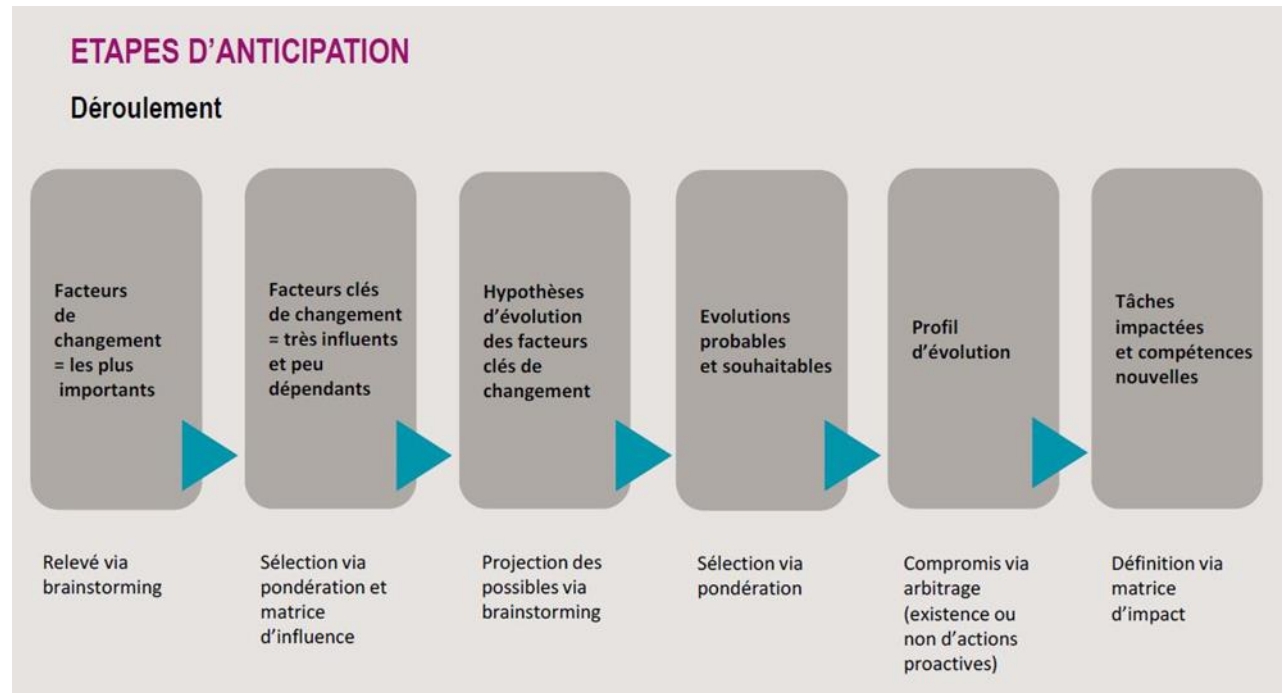 ETAPES D'ANTICIPATION
Déroulement
Facteurs
de
changement
= les plus
importants
Facteurs clés
de changement
= très influents
et peu
dépendants
Hypothèses
d'évolution
des facteurs
clés de
changement
Evolutions
probables
et souhaitables
Profil
d'évolution
Tâches
impactées
et compétences
nouvelles
Relevé via
brainstorming
Sélection via
pondération et
matrice
d'influence
Projection des
possibles via
brainstorming
Sélection via
pondération
Compromis via
arbitrage
(existence ou
non d'actions
proactives)
Définition via
matrice
d'impact